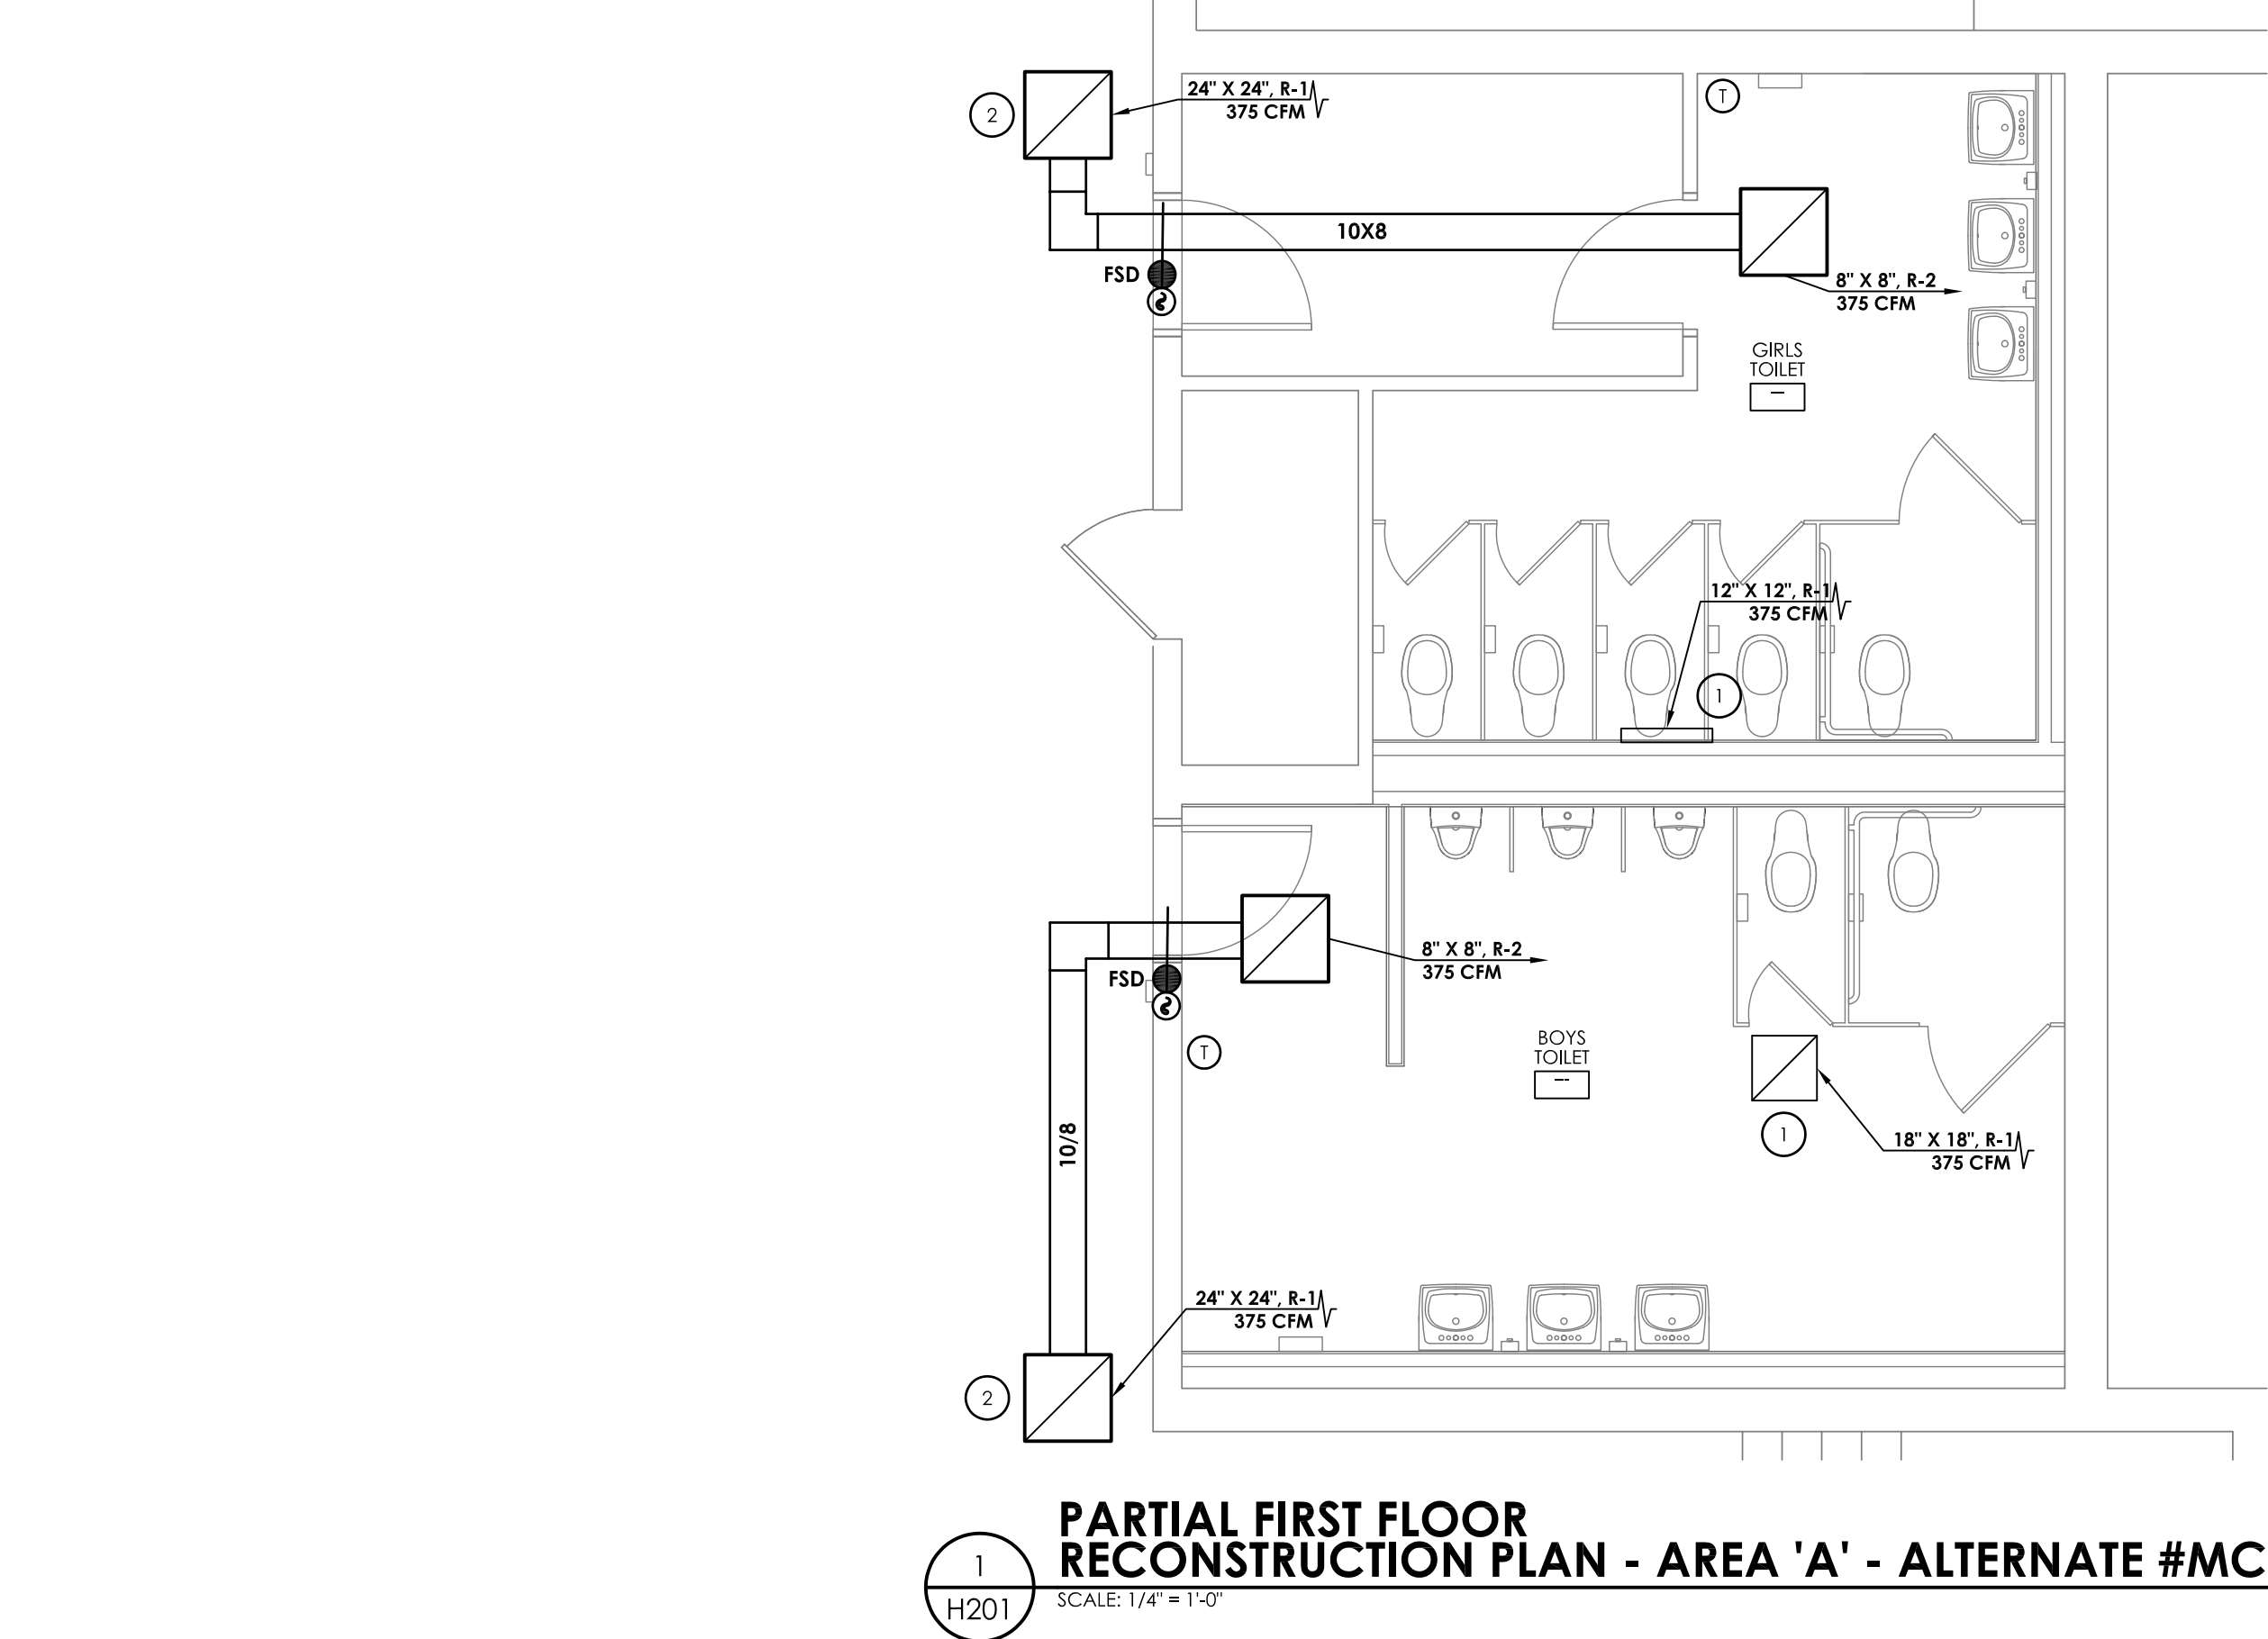 24" X 24", R-1
375 CFM
2
T
10X8
FSD
8" X 8", R-2
375 CFM
GIRLS
TOILET
12" X 12", R-1
375 CFM
1
8" X 8", R-2
375 CFM
FSD
T
BOYS
TOILET
1
10/8
18" X 18", R-1
375 CFM
24" X 24", R-1
375 CFM
2
PARTIAL FIRST FLOOR
RECONSTRUCTION PLAN - AREA 'A' - ALTERNATE #MC
1
H201
SCALE: 1/4" = 1'-0"